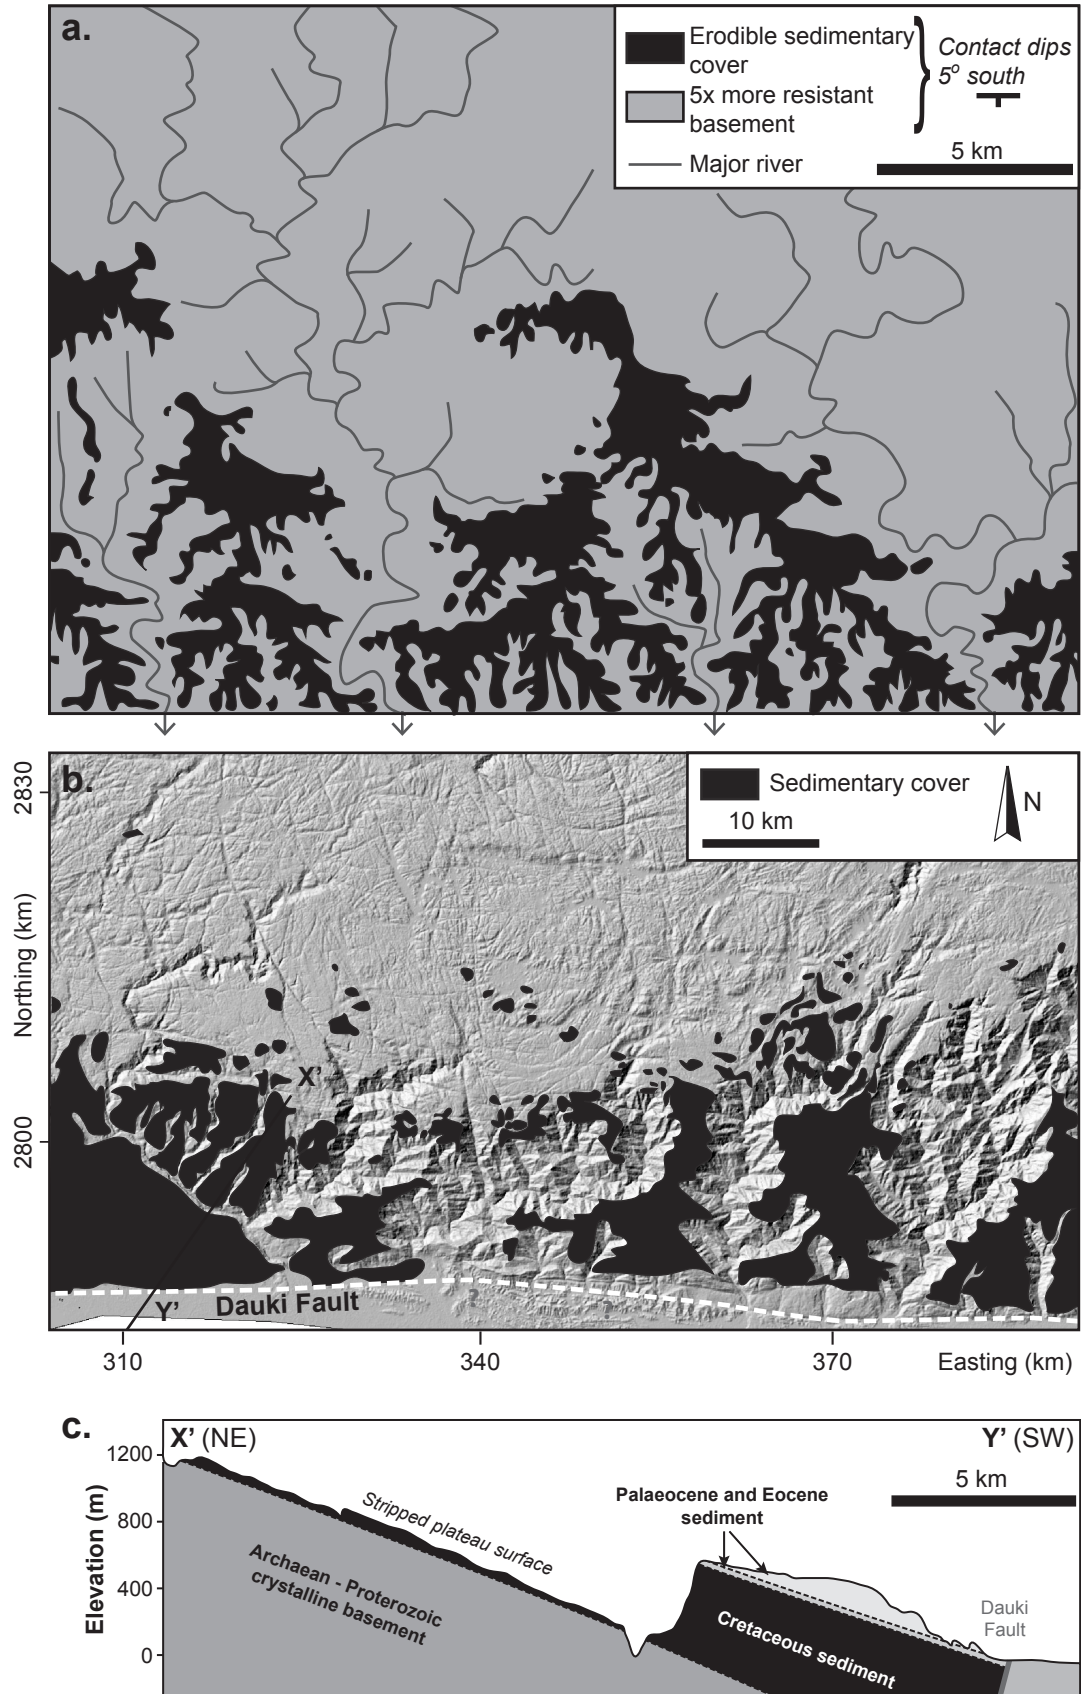 a.
Erodible sedimentary
cover
5x more resistant
basement
Major river
Contact dips
5° south
5 km
b.
Sedimentary cover
10 km
N
2830
2800
Northing (km)
X’
Y’
Dauki Fault
310
340
370
Easting (km)
c.
X’ (NE)
Y’ (SW)
5 km
1200
800
400
0
Elevation (m)
Stripped plateau surface
Palaeocene and Eocene
sediment
Archaean - Proterozoic
crystalline basement
Cretaceous sediment
Dauki
Fault